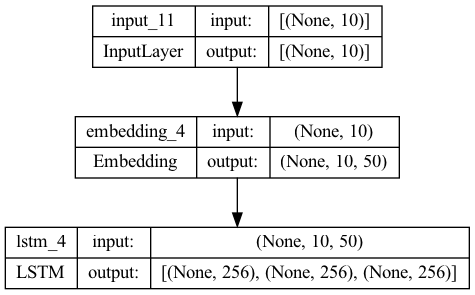 input_11 input: [(None, 10)]
InputLayer output: [(None, 10)]
embedding_4 input: (None, 10)
Embedding output: (None, 10, 50)
lstm_4 input: (None, 10, 50)
LSTM output: [(None, 256), (None, 256), (None, 256)]